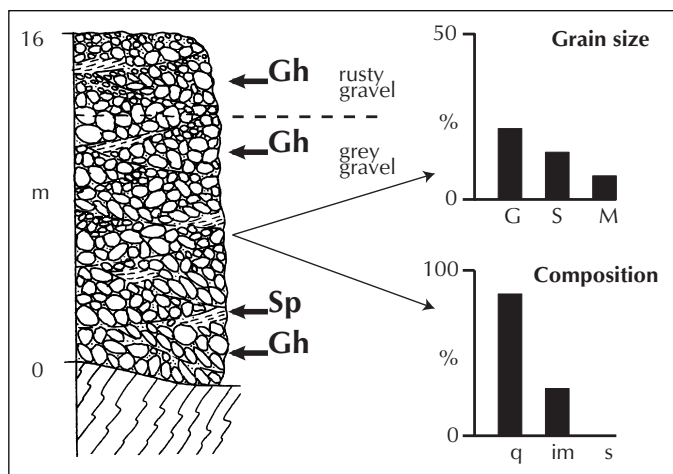 16
m
0
Gh
rusty
gravel
Gh
grey
gravel
Sp
Gh
50
Grain size
%
0
G S M
100
Composition
%
0
q im s